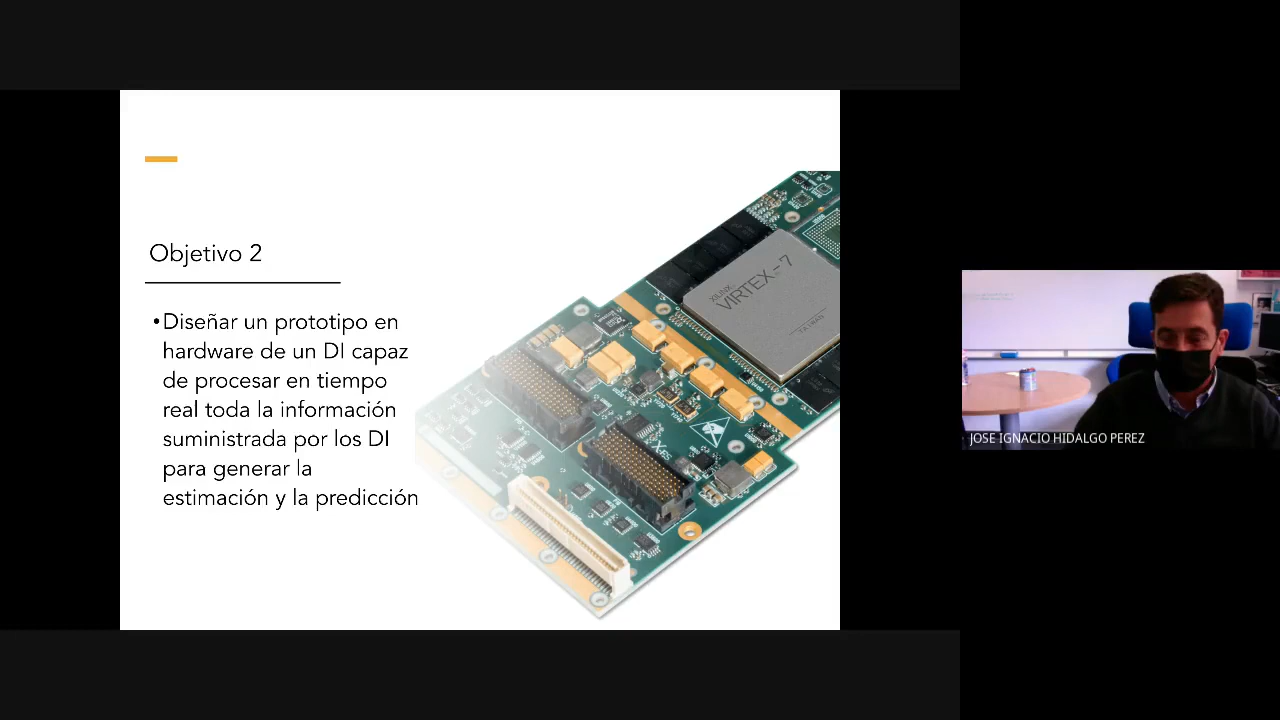 Objetivo 2
•Diseñar un prototipo en
hardware de un DI capaz
de procesar en tiempo
real toda la información
suministrada por los DI
para generar la
estimación y la predicción
XILINX
VIRTEX-7
TAIWAN
JOSE IGNACIO HIDALGO PEREZ